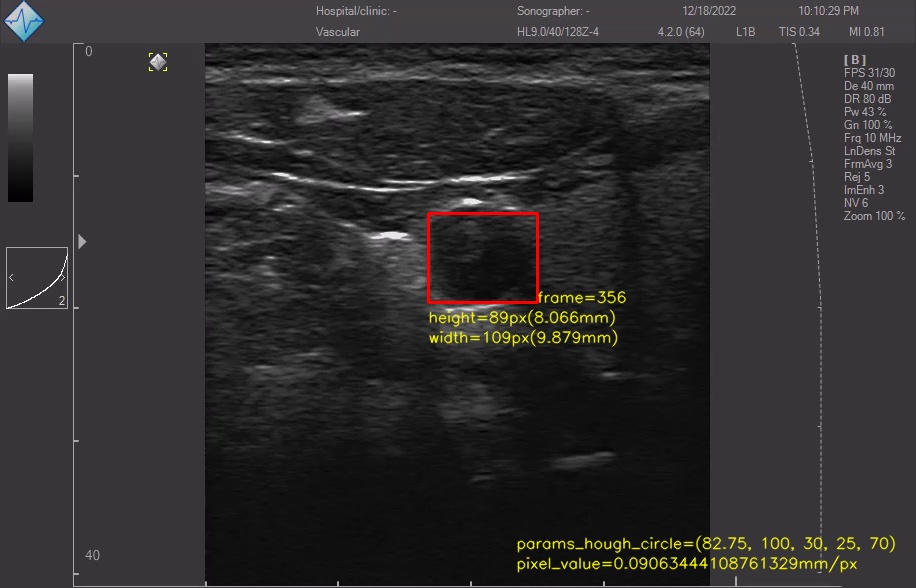 Hospital/clinic: - Sonographer: - 12/18/2022 10:10:29 PM
Vascular HL9.0/40/128Z-4 4.2.0 (64) L1B TIS 0.34 MI 0.81
0
[ B ]
FPS 31/30
De 40 mm
DR 80 dB
Pw 43 %
Gn 100 %
Frq 10 MHz
LnDens St
FrmAvg 3
Rej 5
ImEnh 3
NV 6
Zoom 100 %
2
frame=356
height=89px(8.066mm)
width=109px(9.879mm)
40
params_hough_circle=(82.75, 100, 30, 25, 70)
pixel_value=0.09063444108761329mm/px